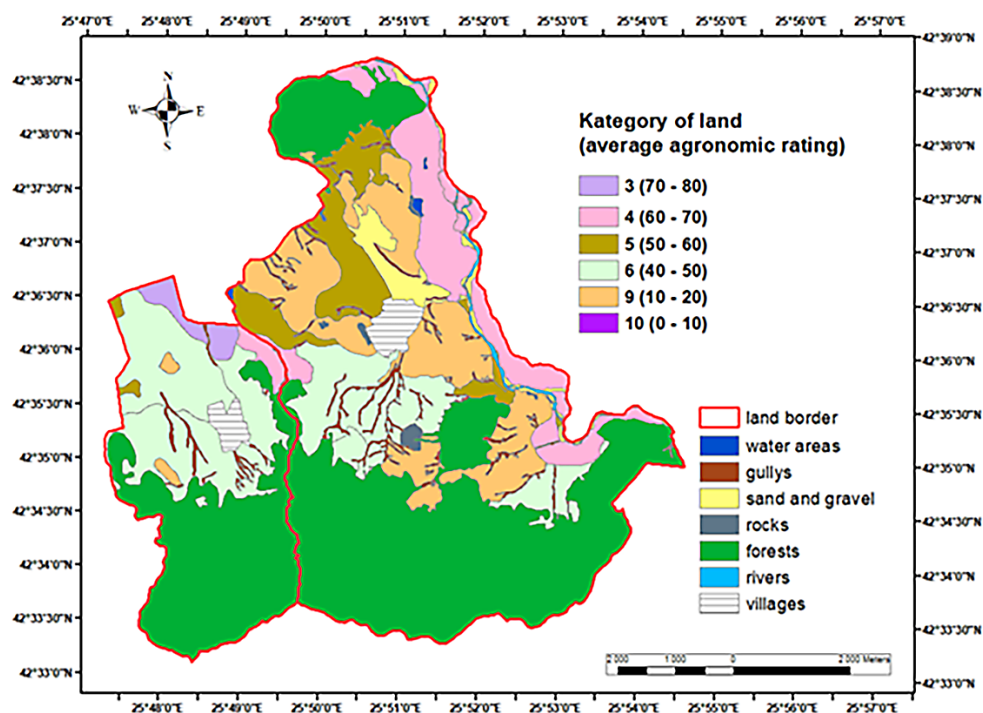 25°47'0"E 25°49'0"E 25°50'0"E 25°51'0"E 25°52'0"E 25°53'0"E 25°54'0"E 25°55'0"E 25°56'0"E 25°57'0"E
42°39'0"N
42°38'30"N
42°38'30"N
42°38'0"N
42°38'0"N
42°37'30"N
42°37'30"N
42°37'0"N
42°37'0"N
42°36'30"N
42°36'30"N
42°36'0"N
42°36'0"N
42°35'30"N
42°35'30"N
42°35'0"N
42°35'0"N
42°34'30"N
42°34'30"N
42°34'0"N
42°34'0"N
42°33'30"N
42°33'30"N
42°33'0"N
42°33'0"N
N
W E
S
Kategory of land
(average agronomic rating)
3 (70 - 80)
4 (60 - 70)
5 (50 - 60)
6 (40 - 50)
9 (10 - 20)
10 (0 - 10)
land border
water areas
gullys
sand and gravel
rocks
forests
rivers
villages
2 000 1 000 0 2 000 Meters
25°48'0"E 25°49'0"E 25°50'0"E 25°51'0"E 25°52'0"E 25°53'0"E 25°54'0"E 25°55'0"E 25°56'0"E 25°57'0"E